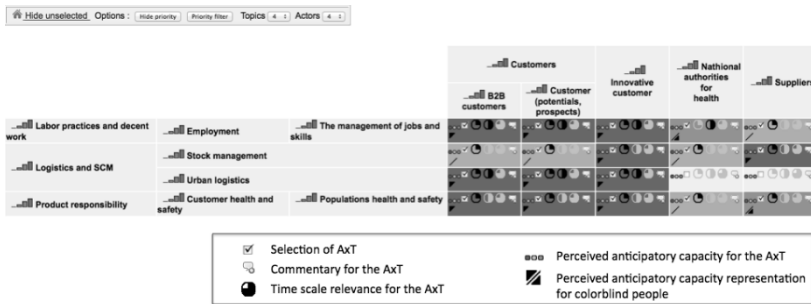 Hide unselected Options : Hide priority Priority filter Topics 4 Actors 4
Customers
Innovative
customer
Nathional
authorities
for
health
Suppliers
B2B
customers
Customer
(potentials,
prospects)
Labor practices and decent
work
Employment
The management of jobs and
skills
Logistics and SCM
Stock management
Urban logistics
Product responsibility
Customer health and
safety
Populations health and safety
Selection of AxT
Commentary for the AxT
Time scale relevance for the AxT
Perceived anticipatory capacity for the AxT
Perceived anticipatory capacity representation
for colorblind people